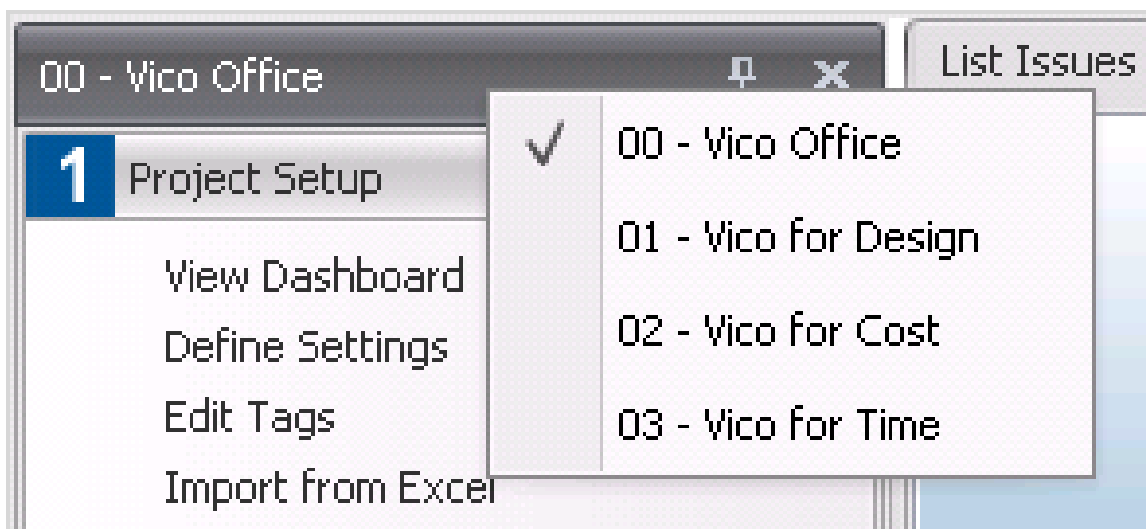 00 - Vico Office
List Issues
1 Project Setup
View Dashboard
Define Settings
Edit Tags
Import from Excel
00 - Vico Office
01 - Vico for Design
02 - Vico for Cost
03 - Vico for Time